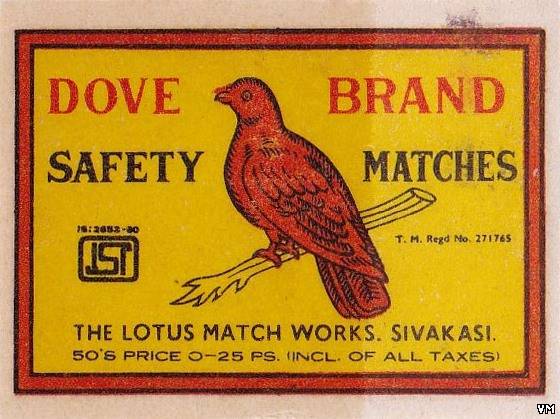 DOVE BRAND
SAFETY MATCHES
IS:2652-80
ISI
T. M. Regd No. 271765
THE LOTUS MATCH WORKS. SIVAKASI.
50'S PRICE 0-25 PS. (INCL. OF ALL TAXES)
VM